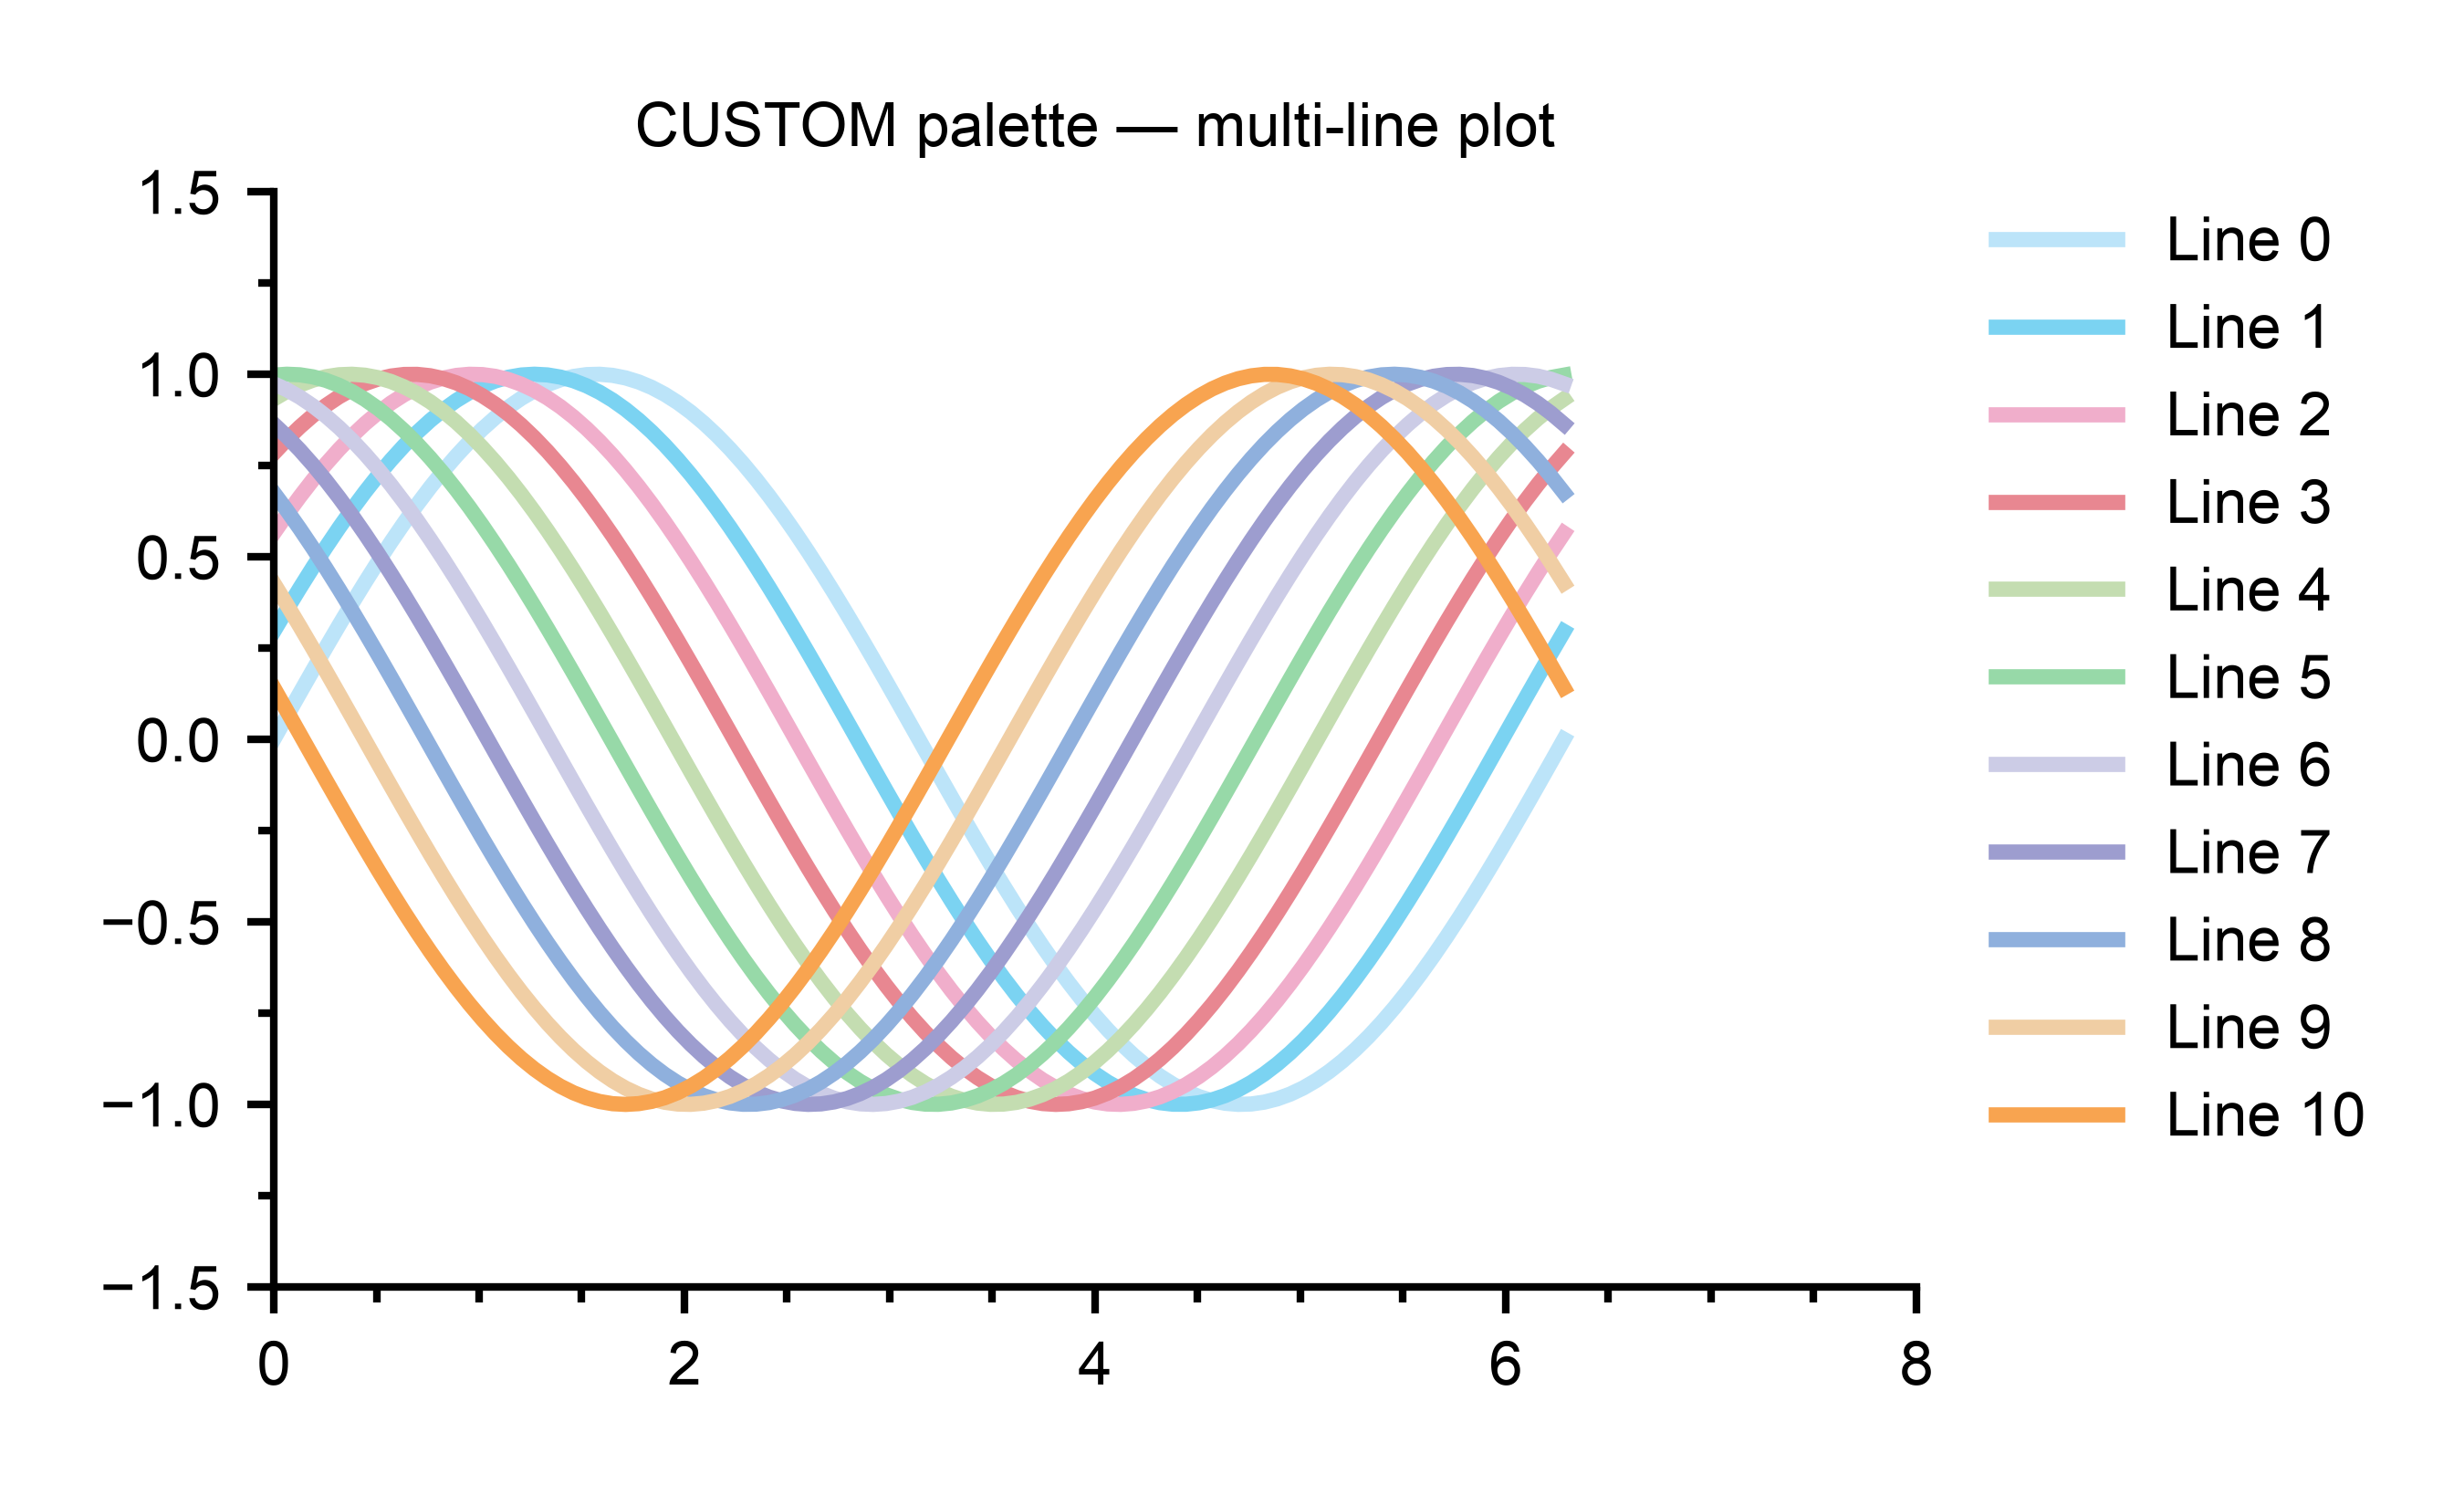 CUSTOM palette — multi-line plot
1.5
1.0
0.5
0.0
−0.5
−1.0
−1.5
0 2 4 6 8
Line 0
Line 1
Line 2
Line 3
Line 4
Line 5
Line 6
Line 7
Line 8
Line 9
Line 10